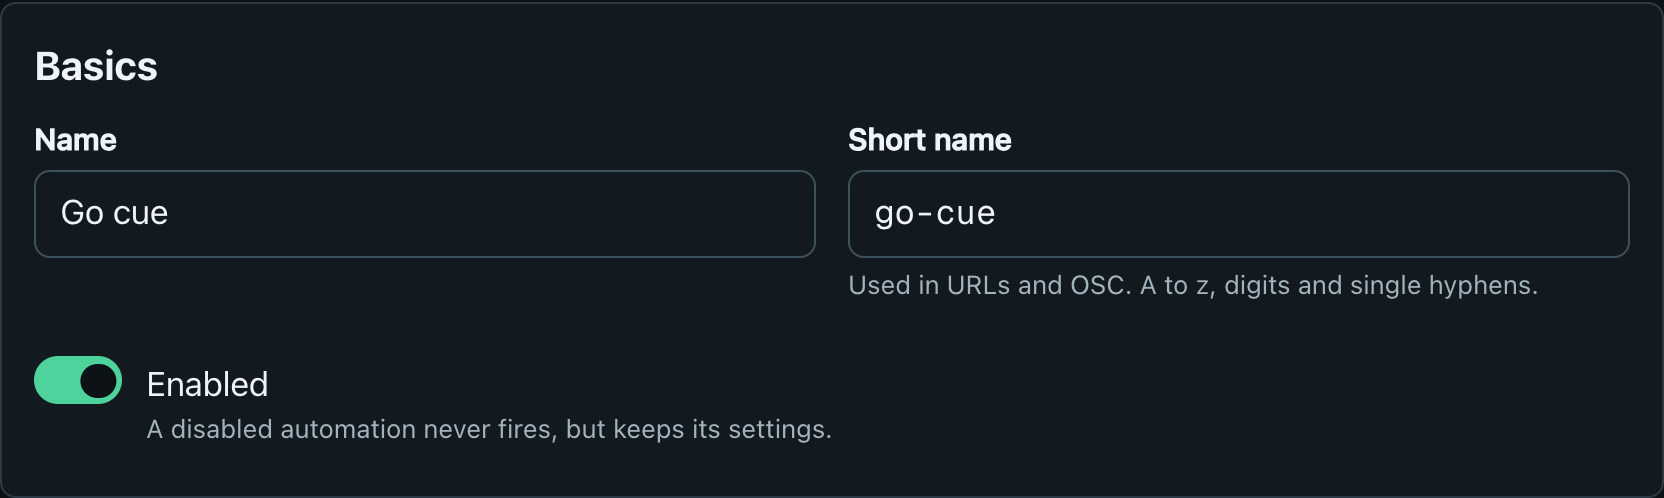 Basics
Name
Short name
Go cue
go-cue
Used in URLs and OSC. A to z, digits and single hyphens.
Enabled
A disabled automation never fires, but keeps its settings.